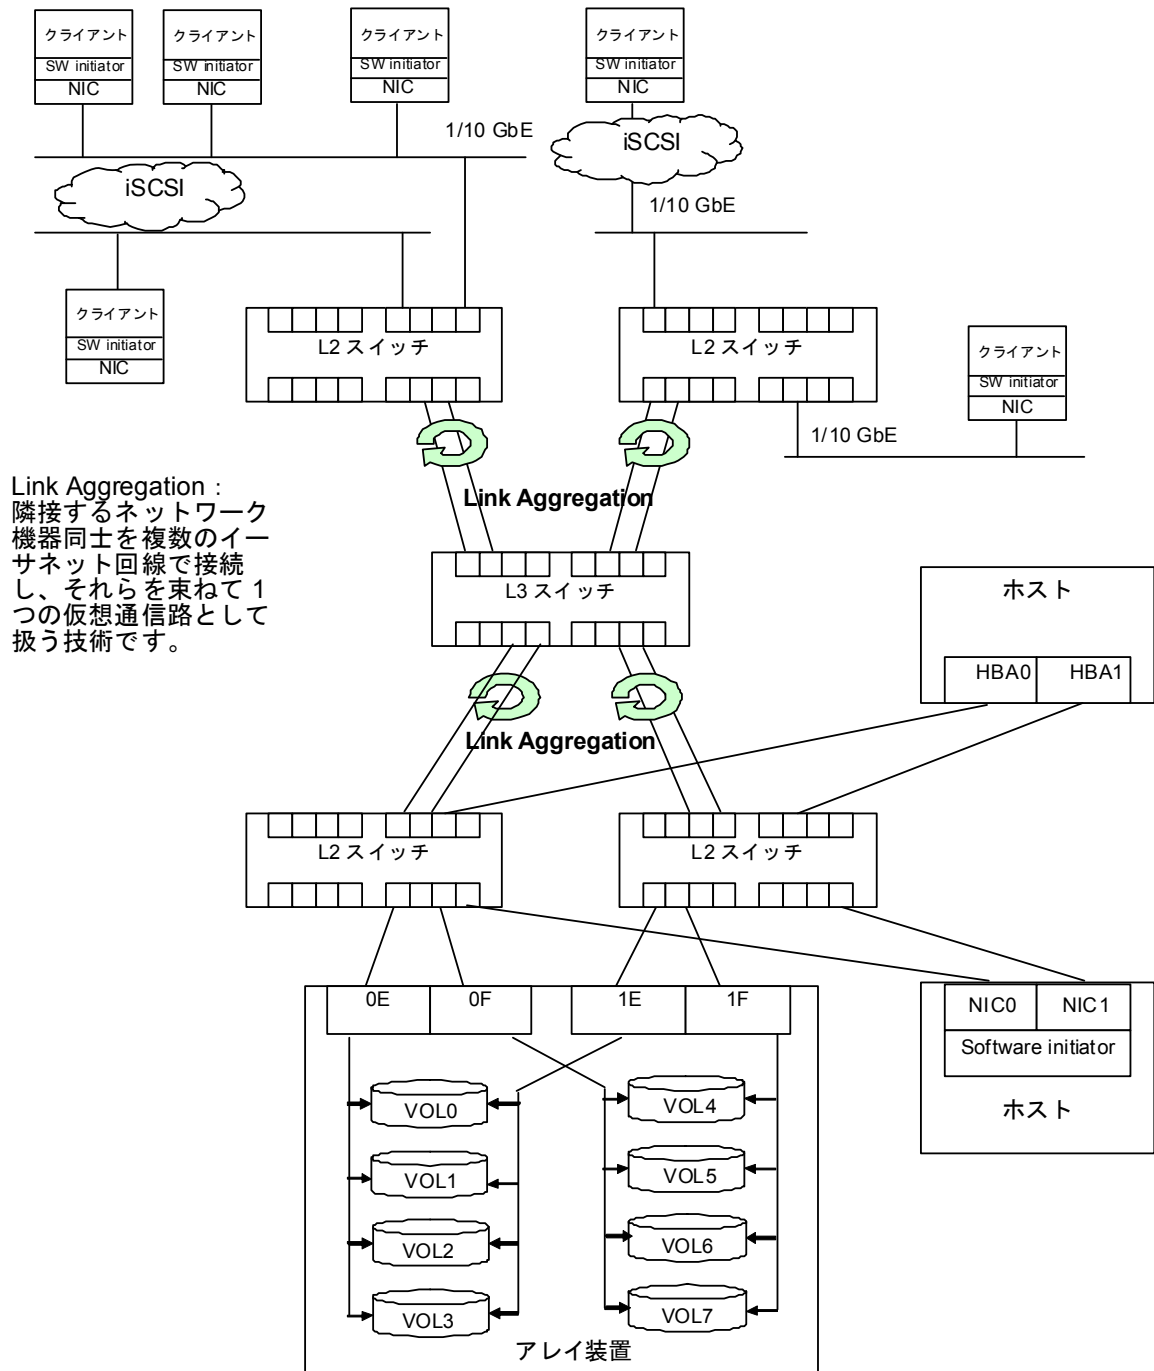 クライアント
SW initiator
NIC
クライアント
SW initiator
NIC
クライアント
SW initiator
NIC
クライアント
SW initiator
NIC
1/10 GbE
iSCSI
iSCSI
1/10 GbE
クライアント
SW initiator
NIC
L2 スイッチ
L2 スイッチ
クライアント
SW initiator
NIC
1/10 GbE
Link Aggregation :
隣接するネットワーク
機器同士を複数のイー
サネット回線で接続
し、それらを束ねて 1
つの仮想通信路として
扱う技術です。
Link Aggregation
L3 スイッチ
ホスト
HBA0
HBA1
Link Aggregation
L2 スイッチ
L2 スイッチ
0E
0F
1E
1F
NIC0
NIC1
Software initiator
ホスト
VOL0
VOL4
VOL1
VOL5
VOL2
VOL6
VOL3
VOL7
アレイ装置